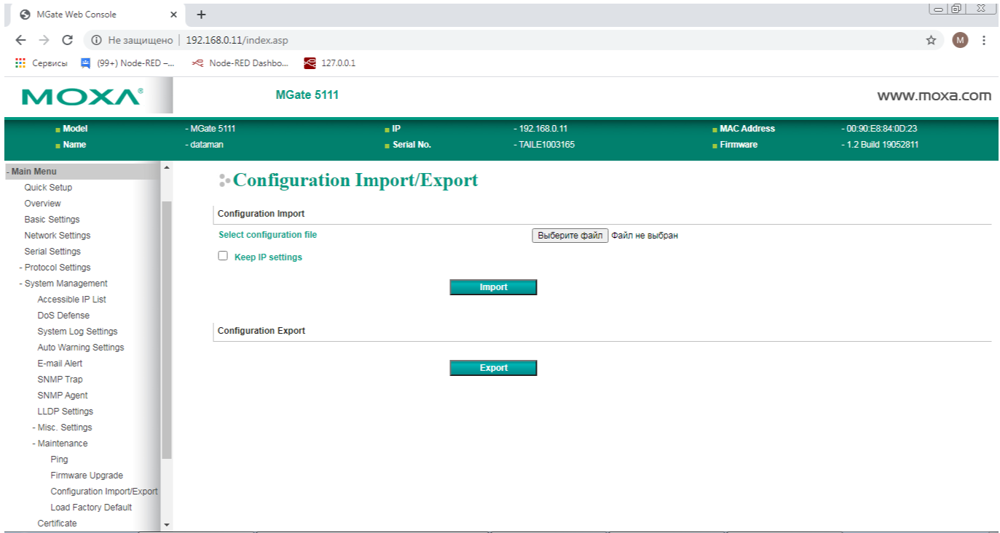 MGate Web Console
Не защищено | 192.168.0.11/index.asp
M
Сервисы (99+) Node-RED –... Node-RED Dashbo... 127.0.0.1
MOXA® MGate 5111 www.moxa.com
Model - MGate 5111 IP - 192.168.0.11 MAC Address - 00:90:E8:84:0D:23
Name - dataman Serial No. - TAILE1003165 Firmware - 1.2 Build 19052811
- Main Menu
Quick Setup
Overview
Basic Settings
Network Settings
Serial Settings
- Protocol Settings
- System Management
Accessible IP List
DoS Defense
System Log Settings
Auto Warning Settings
E-mail Alert
SNMP Trap
SNMP Agent
LLDP Settings
- Misc. Settings
- Maintenance
Ping
Firmware Upgrade
Configuration Import/Export
Load Factory Default
Certificate
Configuration Import/Export
Configuration Import
Select configuration file Выберите файл Файл не выбран
Keep IP settings
Import
Configuration Export
Export